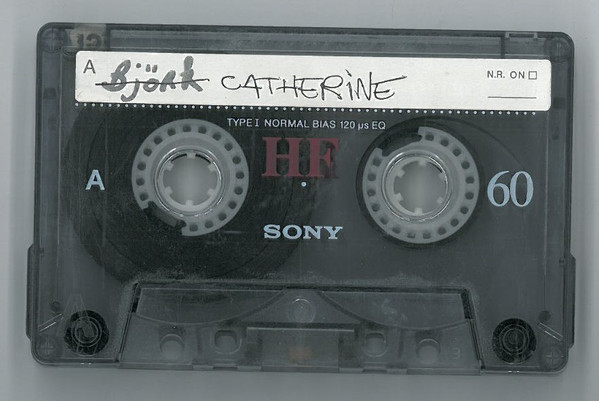 A Björk CATHERINE N.R. ON
TYPE I NORMAL BIAS 120 µs EQ
HF
A 60
SONY